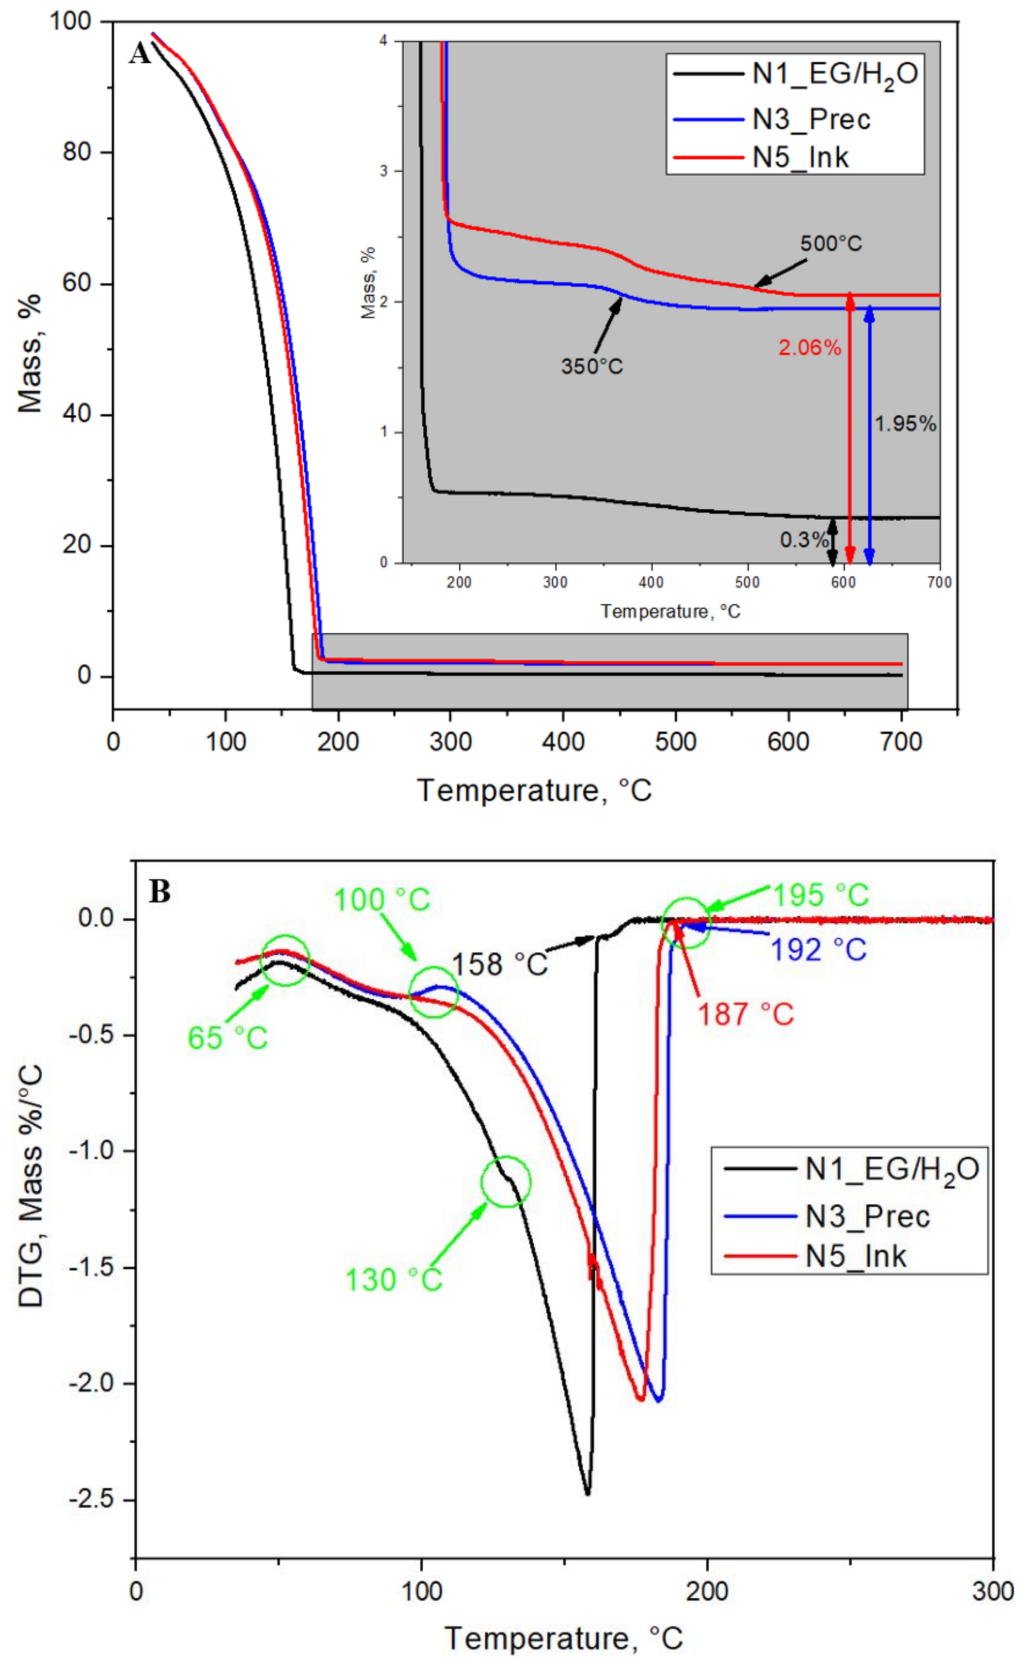 A
100
80
60
40
20
0
Mass, %
0 100 200 300 400 500 600 700
Temperature, °C
4
3
2
1
0
Mass, %
200 300 400 500 600 700
Temperature, °C
N1_EG/H₂O
N3_Prec
N5_Ink
500°C
350°C
2.06%
1.95%
0.3%
B
0.0
-0.5
-1.0
-1.5
-2.0
-2.5
DTG, Mass %/°C
0 100 200 300
Temperature, °C
100 °C
195 °C
158 °C
192 °C
187 °C
65 °C
130 °C
N1_EG/H₂O
N3_Prec
N5_Ink